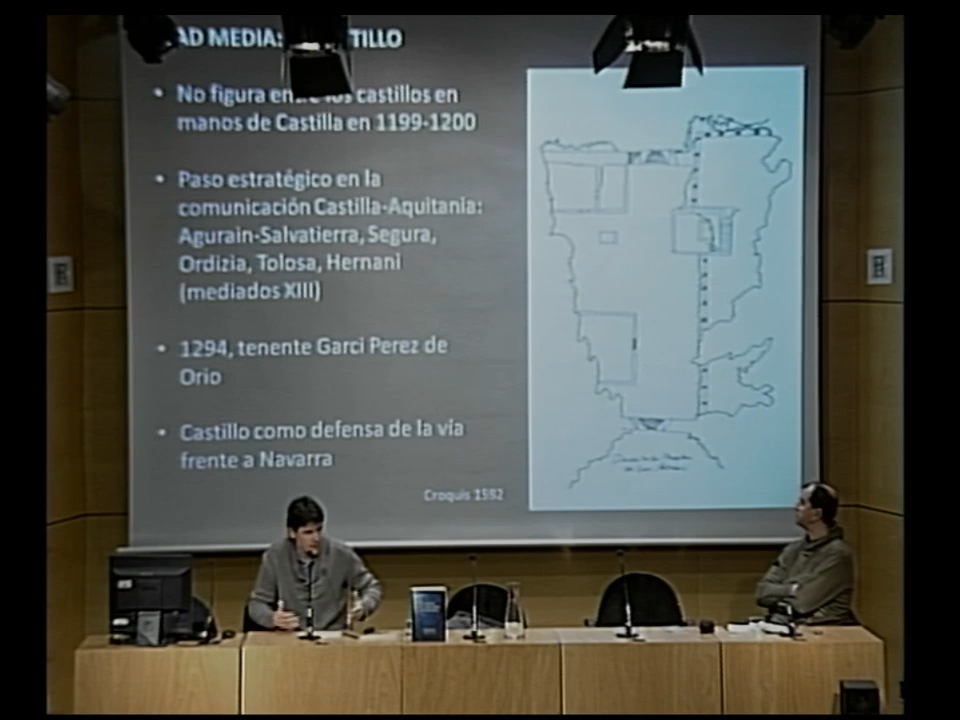 AD MEDIA: TILLO
• No figura entre los castillos en
manos de Castilla en 1199-1200
• Paso estratégico en la
comunicación Castilla-Aquitania:
Agurain-Salvatierra, Segura,
Ordizia, Tolosa, Hernani
(mediados XIII)
• 1294, tenente Garci Perez de
Orio
• Castillo como defensa de la vía
frente a Navarra
Croquis 1592